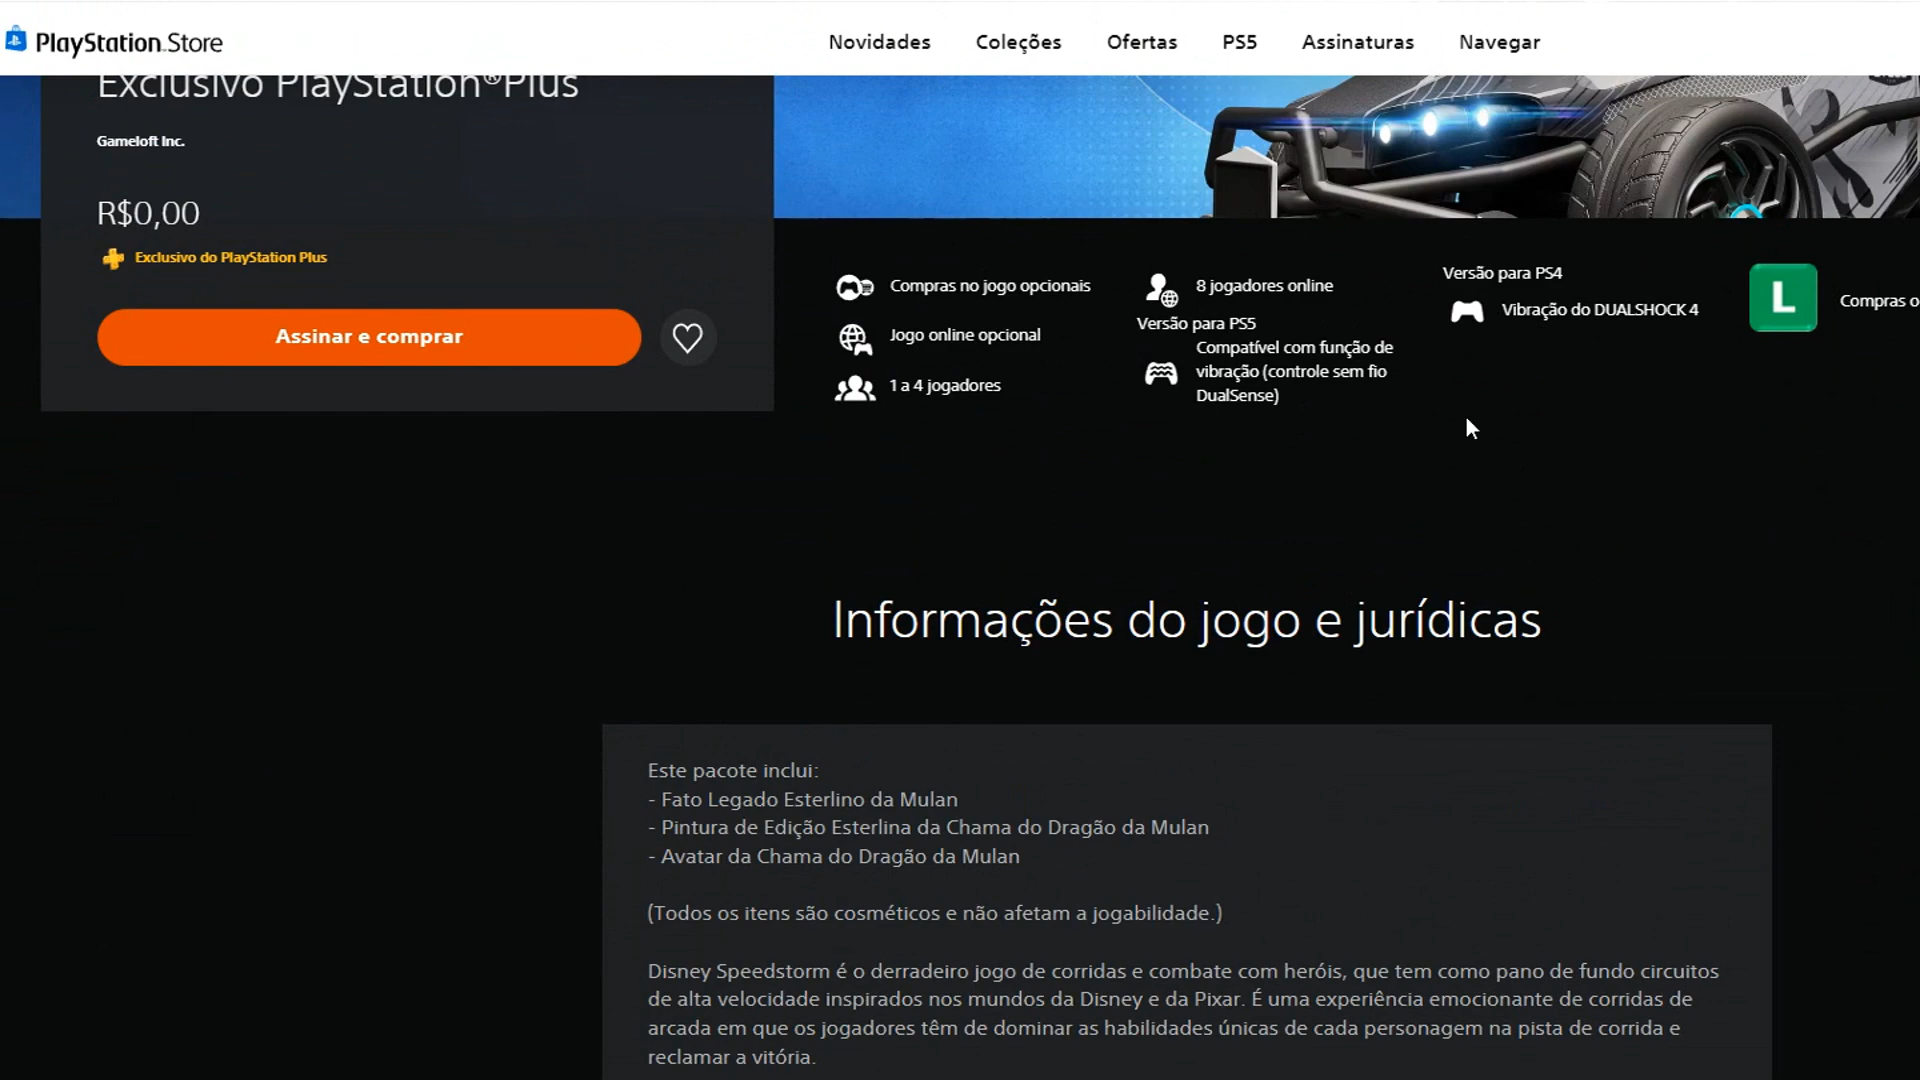 PlayStation Store
Novidades
Coleções
Ofertas
PS5
Assinaturas
Navegar
Exclusivo PlayStation®Plus
Gameloft Inc.
R$0,00
Exclusivo do PlayStation Plus
Assinar e comprar
Compras no jogo opcionais
Jogo online opcional
1 a 4 jogadores
8 jogadores online
Versão para PS5
Compatível com função de
vibração (controle sem fio
DualSense)
Versão para PS4
Vibração do DUALSHOCK 4
L
Compras o
Informações do jogo e jurídicas
Este pacote inclui:
- Fato Legado Esterlino da Mulan
- Pintura de Edição Esterlina da Chama do Dragão da Mulan
- Avatar da Chama do Dragão da Mulan
(Todos os itens são cosméticos e não afetam a jogabilidade.)
Disney Speedstorm é o derradeiro jogo de corridas e combate com heróis, que tem como pano de fundo circuitos
de alta velocidade inspirados nos mundos da Disney e da Pixar. É uma experiência emocionante de corridas de
arcada em que os jogadores têm de dominar as habilidades únicas de cada personagem na pista de corrida e
reclamar a vitória.